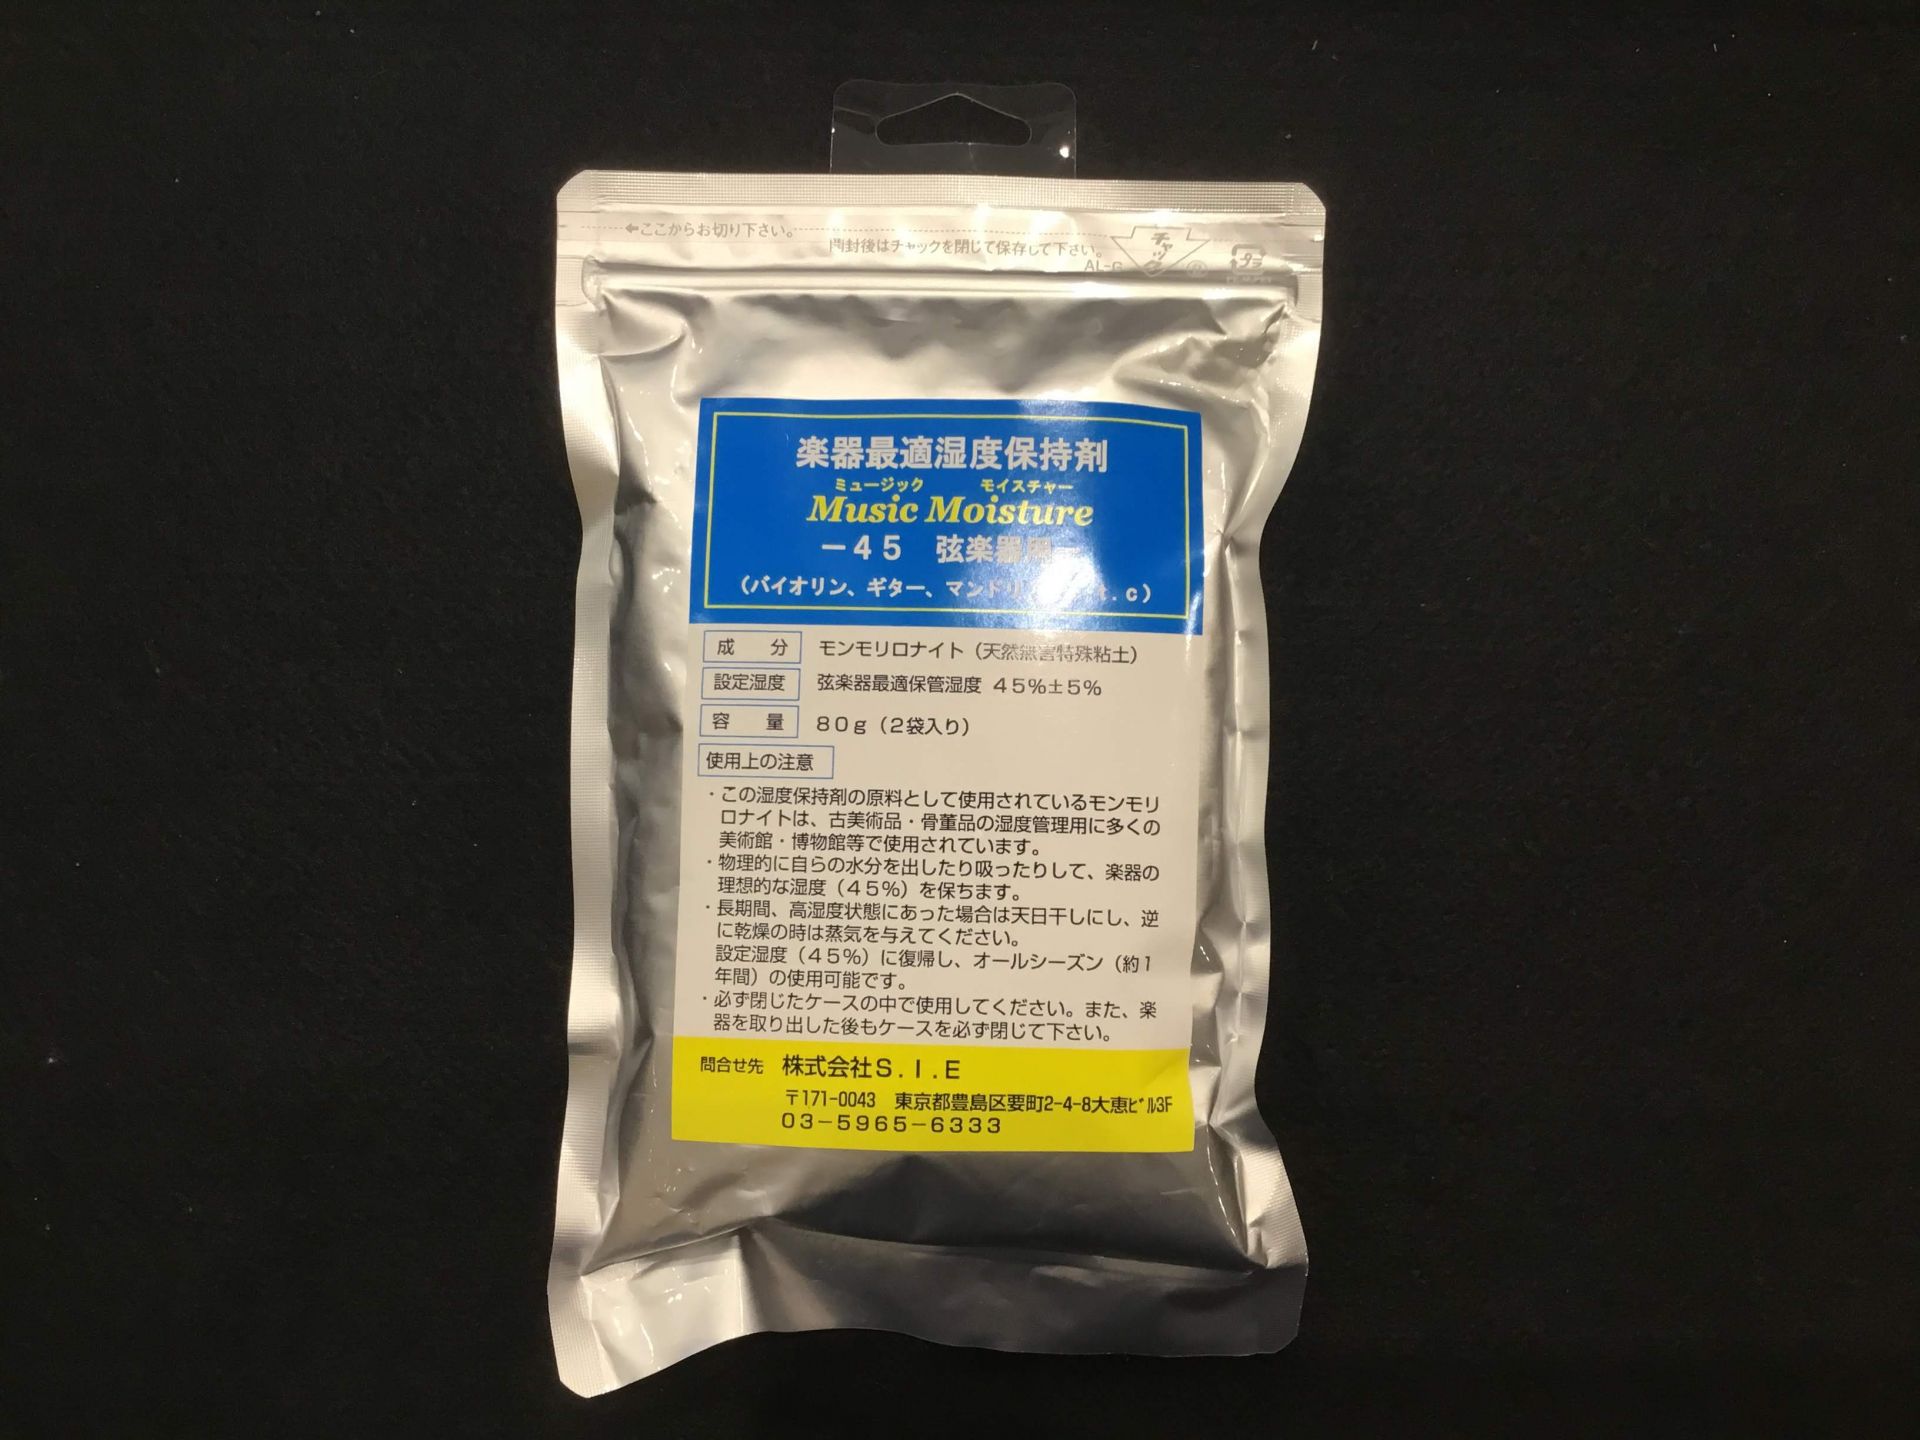 ←ここからお切り下さい。
開封後はチャックを閉じて保存して下さい。
チャック
AL-G
プラ
楽器最適湿度保持剤
ミュージック モイスチャー
Music Moisture
－４５ 弦楽器用－
（バイオリン、ギター、マンドリ t.c）
成 分 モンモリロナイト（天然無害特殊粘土）
設定湿度 弦楽器最適保管湿度 ４５％±５％
容 量 ８０ｇ（２袋入り）
使用上の注意
・この湿度保持剤の原料として使用されているモンモリ
ロナイトは、古美術品・骨董品の湿度管理用に多くの
美術館・博物館等で使用されています。
・物理的に自らの水分を出したり吸ったりして、楽器の
理想的な湿度（４５％）を保ちます。
・長期間、高湿度状態にあった場合は天日干しにし、逆
に乾燥の時は蒸気を与えてください。
設定湿度（４５％）に復帰し、オールシーズン（約１
年間）の使用可能です。
・必ず閉じたケースの中で使用してください。また、楽
器を取り出した後もケースを必ず閉じて下さい。
問合せ先 株式会社Ｓ．Ｉ．Ｅ
〒171-0043 東京都豊島区要町2-4-8大恵ﾋﾞﾙ3F
０３－５９６５－６３３３